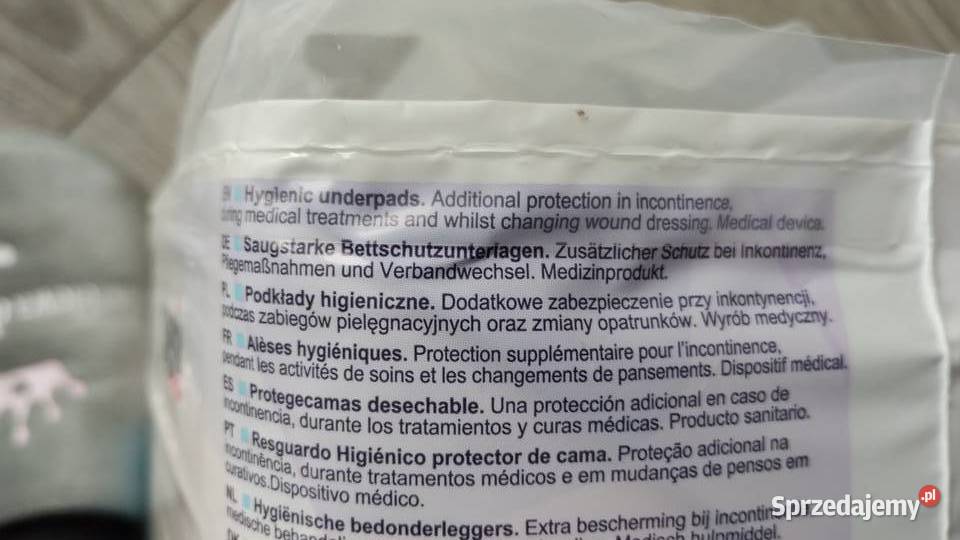 EN Hygienic underpads. Additional protection in incontinence,
during medical treatments and whilst changing wound dressing. Medical device.
DE Saugstarke Bettschutzunterlagen. Zusätzlicher Schutz bei Inkontinenz,
Pflegemaßnahmen und Verbandwechsel. Medizinprodukt.
PL Podkłady higieniczne. Dodatkowe zabezpieczenie przy inkontynencji,
podczas zabiegów pielęgnacyjnych oraz zmiany opatrunków. Wyrób medyczny.
FR Alèses hygiéniques. Protection supplémentaire pour l'incontinence,
pendant les activités de soins et les changements de pansements. Dispositif médical.
ES Protegecamas desechable. Una protección adicional en caso de
incontinencia, durante los tratamientos y curas médicas. Producto sanitario.
PT Resguardo Higiénico protector de cama. Proteção adicional na
incontinência, durante tratamentos médicos e em mudanças de pensos em
curativos.Dispositivo médico.
NL Hygiënische bedonderleggers. Extra bescherming bij
medische Medisch hulpmiddel.
DK
Sprzedajemy.pl